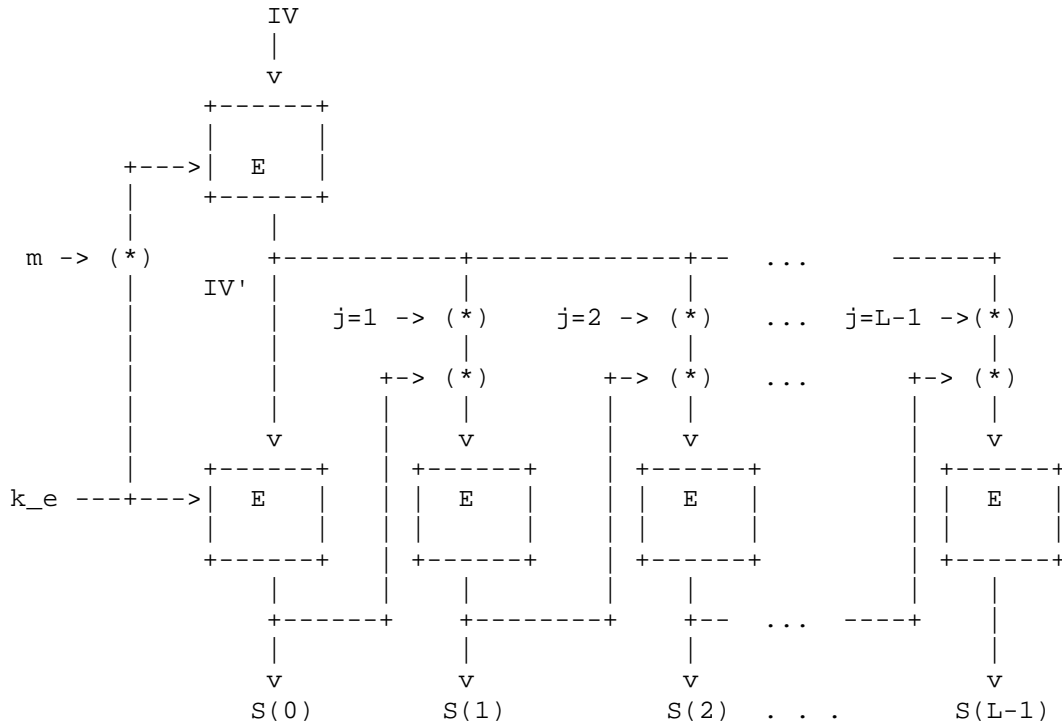 IV
E
m -> (*)
IV'
j=1 -> (*) j=2 -> (*) ... j=L-1 ->(*)
+-> (*) +-> (*) ... +-> (*)
k_e E E E E
...
S(0) S(1) S(2) . . . S(L-1)